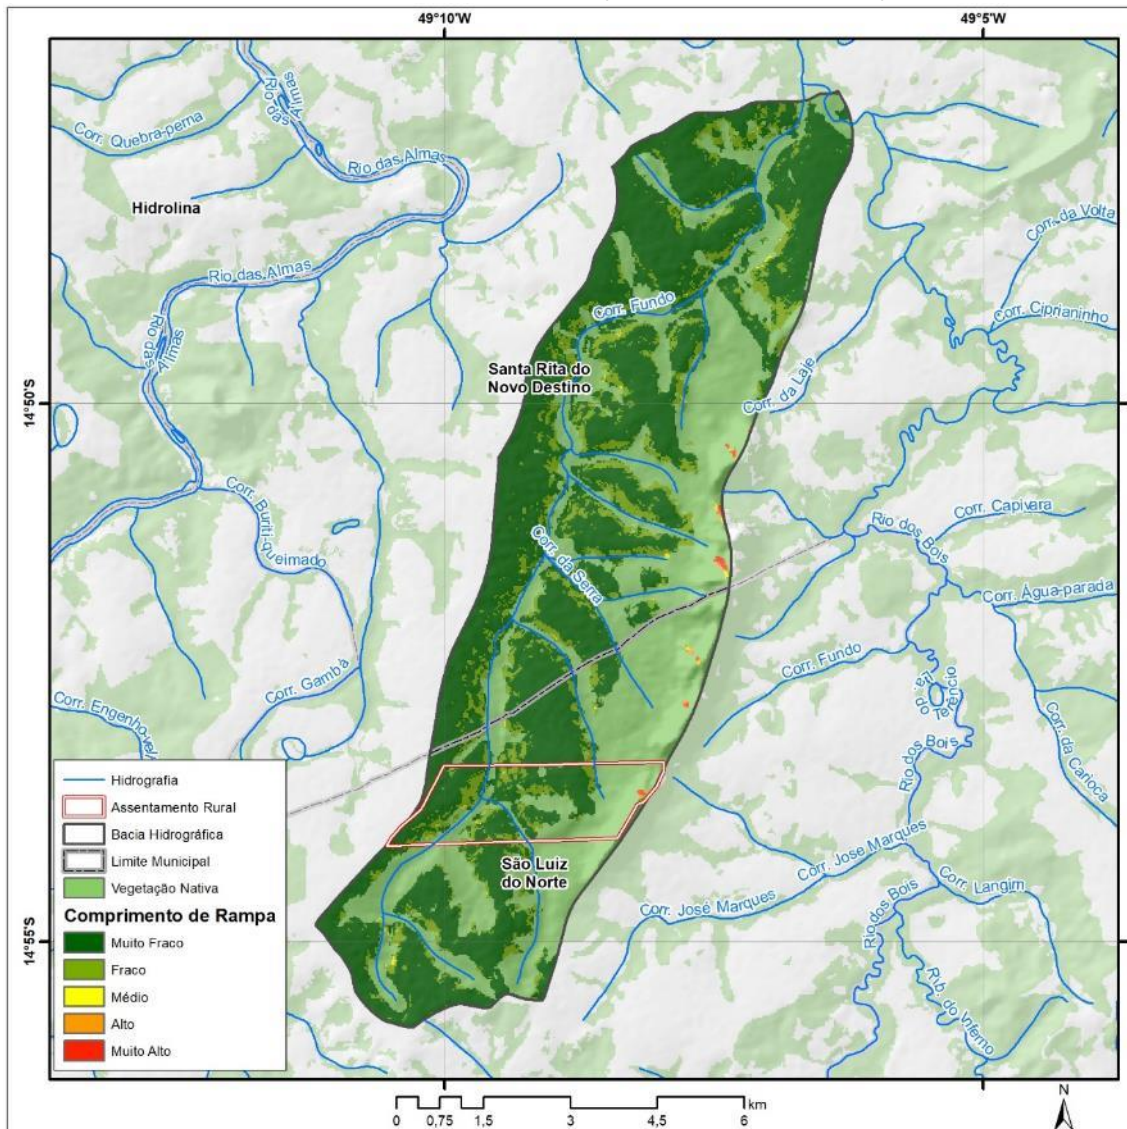 49°10'W
49°5'W
Rio das
Almas
Corr. Quebra-perna
Rio das Almas
Hidrolina
Corr. da Volta
Rio das Almas
Corr. Fundo
Corr. Ciprianinho
Rio das
Almas
Santa Rita do
Novo Destino
Corr. da Laje
14°50'S
Corr. Buriti-queimado
Corr. Capivara
Rio dos Bois
Corr. da Serra
Corr. Água-parada
Corr. Fundo
Corr. Gambá
do Terêncio
Corr. Engenho-vel
Rio dos Bois
Corr. da Carioca
Hidrografia
Assentamento Rural
Bacia Hidrográfica
Limite Municipal
Vegetação Nativa
Comprimento de Rampa
Muito Fraco
Fraco
Médio
Alto
Muito Alto
São Luiz
do Norte
Corr. Jose Marques
Corr. José Marques
Corr. Langim
Rio dos Bois
14°55'S
Rib. do Inferno
N
km
0 0,75 1,5 3 4,5 6